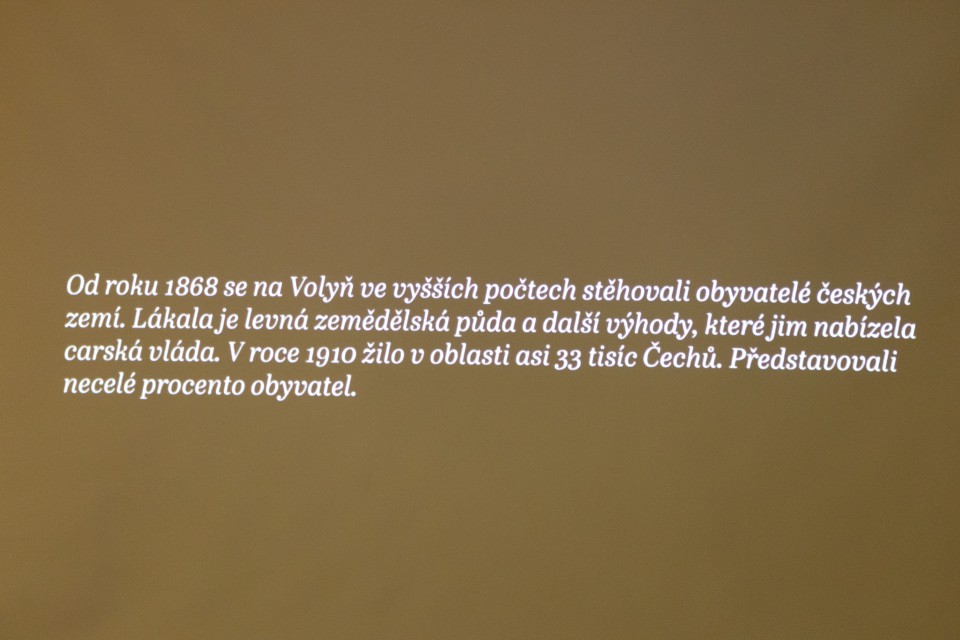 Od roku 1868 se na Volyň ve vyšších počtech stěhovali obyvatelé českých
zemí. Lákala je levná zemědělská půda a další výhody, které jim nabízela
carská vláda. V roce 1910 žilo v oblasti asi 33 tisíc Čechů. Představovali
necelé procento obyvatel.